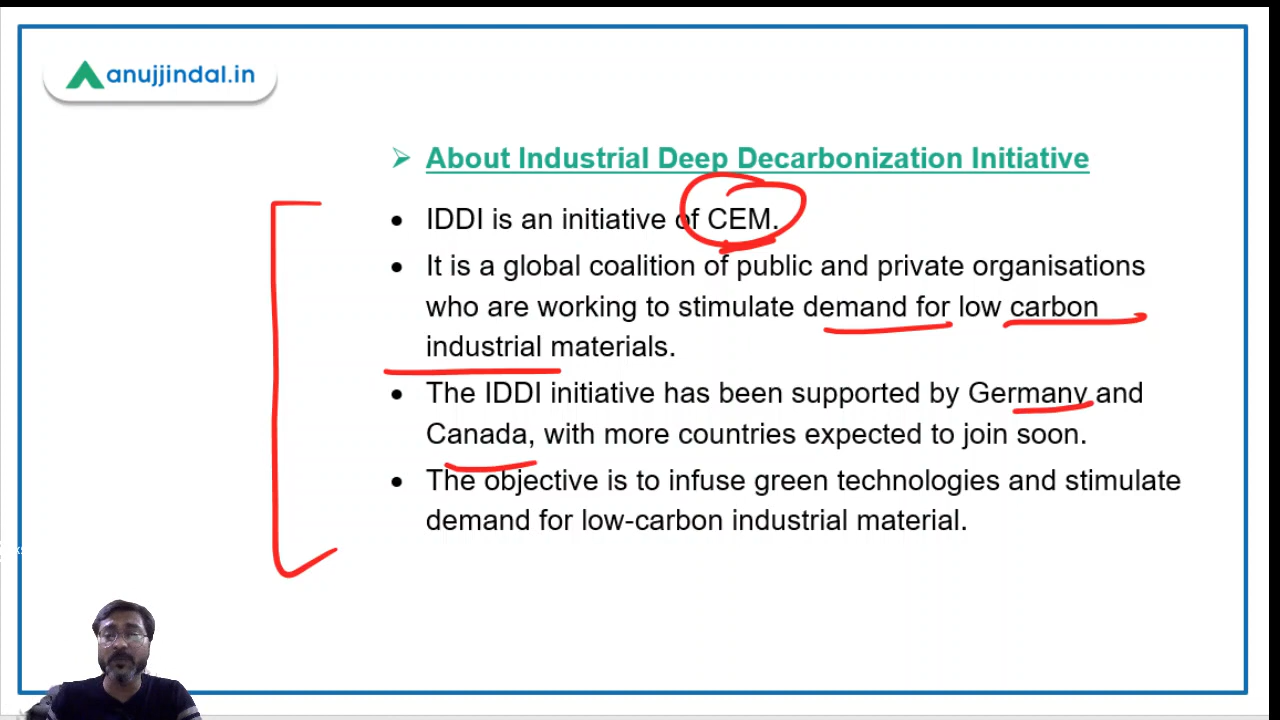 anujjindal.in
➢ About Industrial Deep Decarbonization Initiative
• IDDI is an initiative of CEM.
• It is a global coalition of public and private organisations
who are working to stimulate demand for low carbon
industrial materials.
• The IDDI initiative has been supported by Germany and
Canada, with more countries expected to join soon.
• The objective is to infuse green technologies and stimulate
demand for low-carbon industrial material.